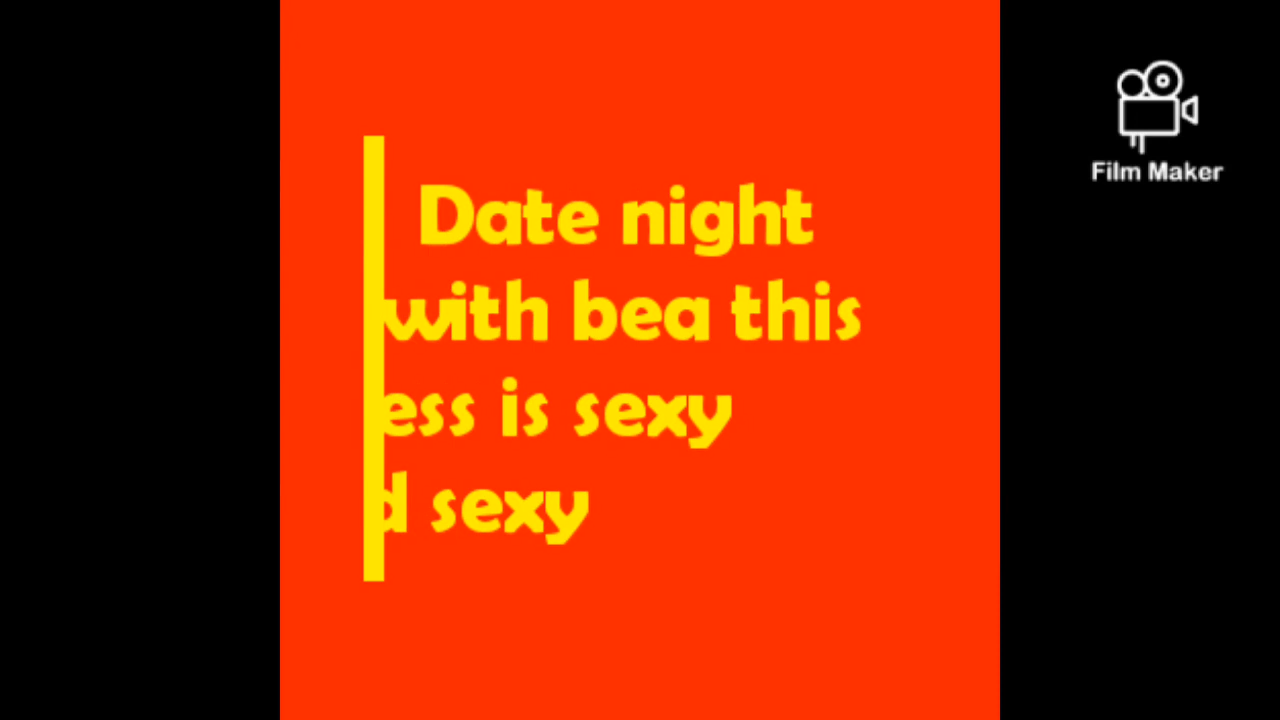 Date night
with bea this
ess is sexy
d sexy
Film Maker